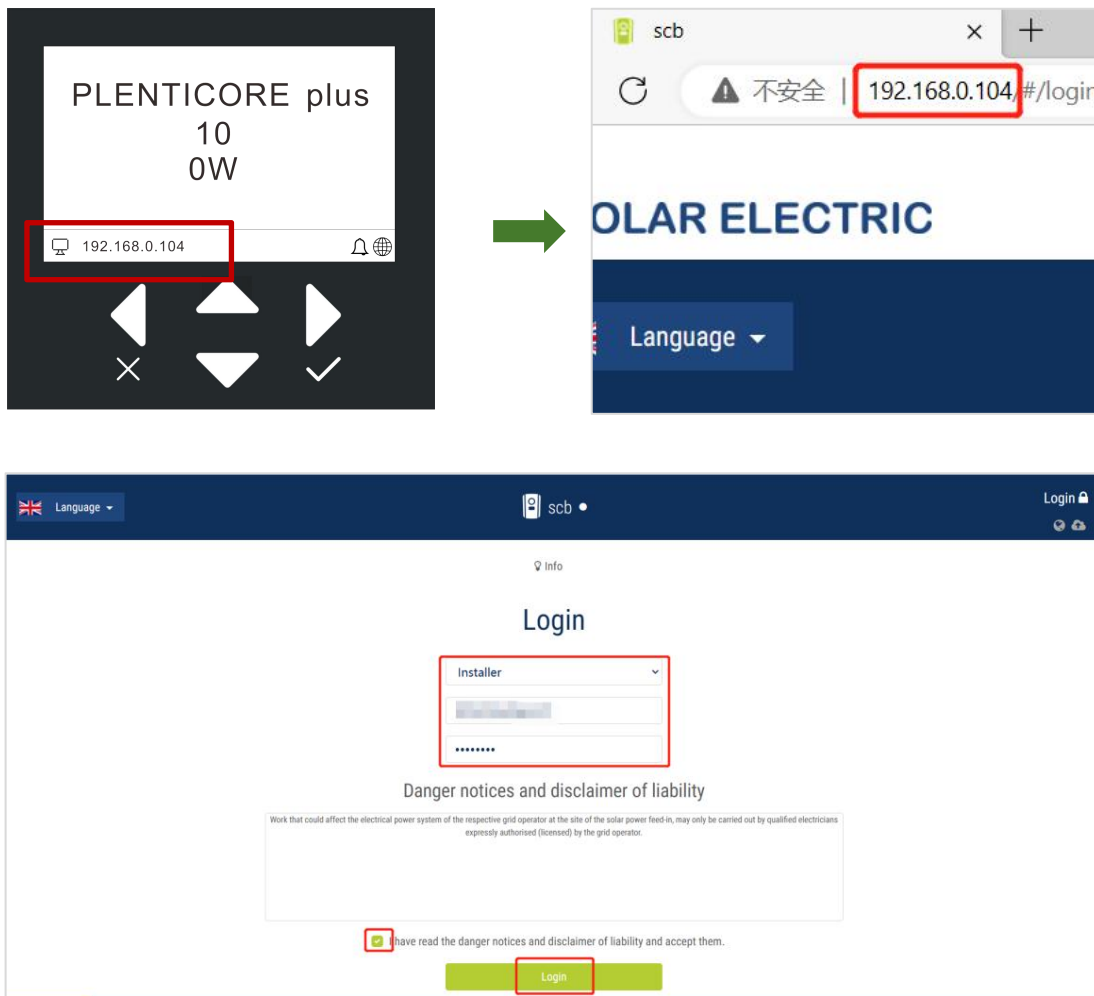 PLENTICORE plus
10
0W
192.168.0.104
scb
不安全 | 192.168.0.104/#/login
OLAR ELECTRIC
Language
Language
scb
Login
Info
Login
Installer
••••••••
Danger notices and disclaimer of liability
Work that could affect the electrical power system of the respective grid operator at the site of the solar power feed-in, may only be carried out by qualified electricians
expressly authorised (licensed) by the grid operator.
I have read the danger notices and disclaimer of liability and accept them.
Login